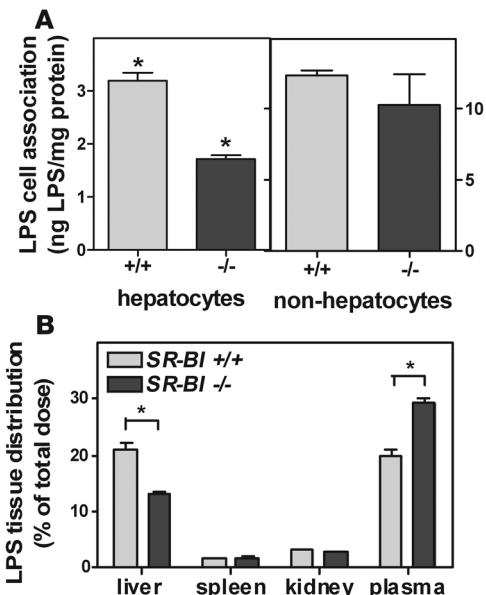 A
LPS cell association
(ng LPS/mg protein)
3
2
1
0
*
*
10
5
0
+/+
-/-
+/+
-/-
hepatocytes
non-hepatocytes
B
LPS tissue distribution
(% of total dose)
30
20
10
0
SR-BI +/+
SR-BI -/-
*
*
liver
spleen
kidney
plasma